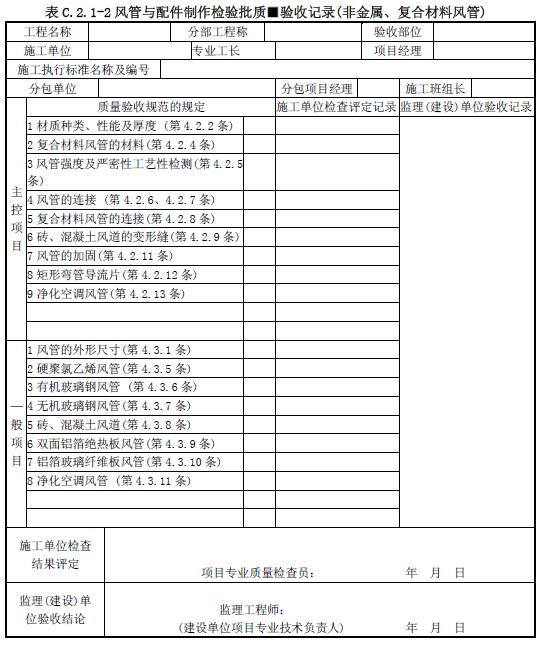 表C.2.1-2风管与配件制作检验批质■验收记录(非金属、复合材料风管)
工程名称 分部工程称 验收部位
施工单位 专业工长 项目经理
施工执行标准名称及编号
分包单位 分包项目经理 施工班组长
质量验收规范的规定 施工单位检查评定记录 监理(建设)单位验收记录
主控项目
1 材质种类、性能及厚度 (第 4.2.2 条)
2 复合材料风管的材料(第 4.2.4 条)
3 风管强度及严密性工艺性检测(第 4.2.5
条)
4 风管的连接 (第 4.2.6、4.2.7 条)
5 复合材料风管的连接(第 4.2.8 条)
6 砖、混凝土风道的变形缝(第 4.2.9 条)
7 风管的加固(第 4.2.11 条)
8 矩形弯管导流片(第 4.2.12 条)
9 净化空调风管(第 4.2.13 条)
一般项目
1 风管的外形尺寸(第 4.3.1 条)
2 硬聚氯乙烯风管(第 4.3.5 条)
3 有机玻璃钢风管 (第 4.3.6 条)
4 无机玻璃钢风管(第 4.3.7 条)
5 砖、混凝土风道(第 4.3.8 条)
6 双面铝箔绝热板风管(第 4.3.9 条)
7 铝箔玻璃纤维板风管(第 4.3.10 条)
8 净化空调风管 (第 4.3.11 条)
施工单位检查
结果评定
项目专业质量检查员: 年 月 日
监理(建设)单
位验收结论
监理工程师:
(建设单位项目专业技术负责人) 年 月 日